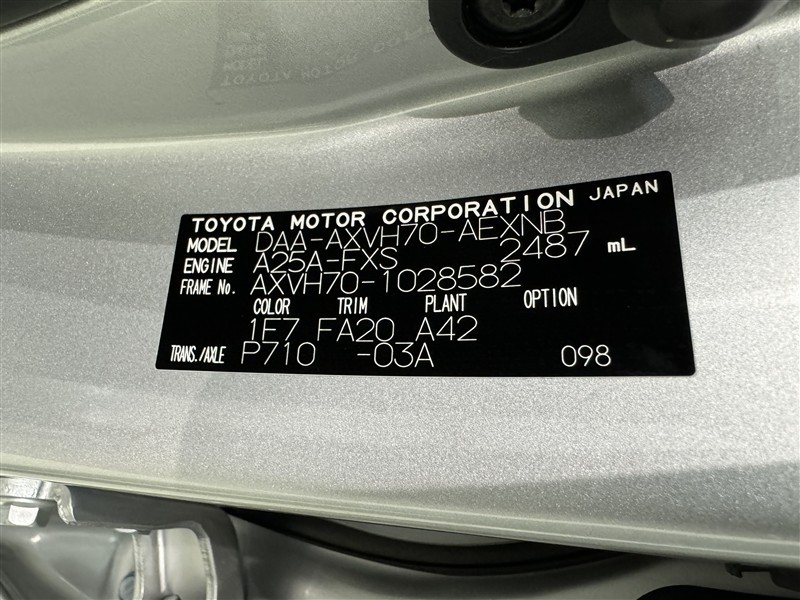 TOYOTA MOTOR CORPORATION JAPAN
MODEL DAA-AXVH70-AEXNB
ENGINE A25A-FXS 2487 mL
FRAME No. AXVH70-1028582
COLOR TRIM PLANT OPTION
1F7 FA20 A42
TRANS./AXLE P710 -03A 098